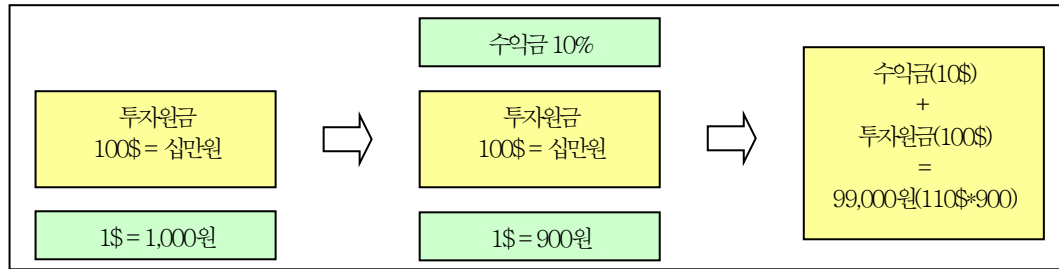 투자원금
100$ = 십만원
1$ = 1,000원
수익금 10%
투자원금
100$ = 십만원
1$ = 900원
수익금(10$)
+
투자원금(100$)
=
99,000원(110$*900)